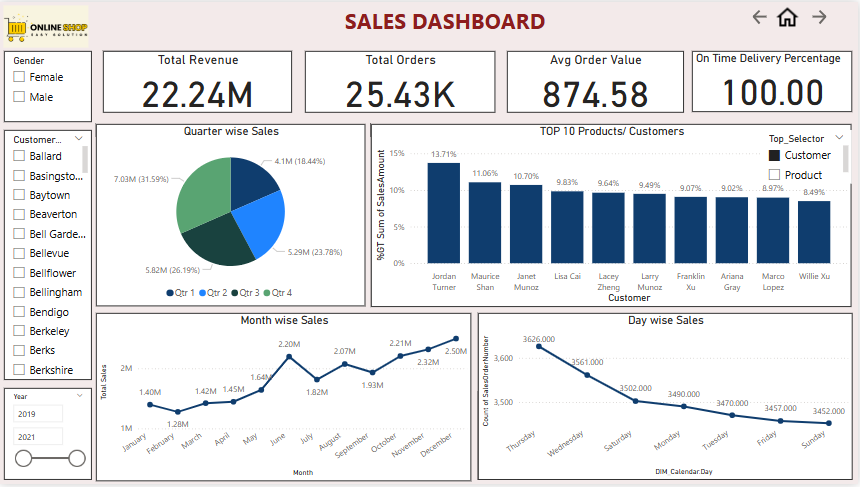 ONLINE SHOP
EASY SOLUTION
SALES DASHBOARD
Gender
Female
Male
Total Revenue
22.24M
Total Orders
25.43K
Avg Order Value
874.58
On Time Delivery Percentage
100.00
Customer...
Ballard
Basingsto...
Baytown
Beaverton
Bell Garde...
Bellevue
Bellflower
Bellingham
Bendigo
Berkeley
Berks
Berkshire
Year
2019
2021
Quarter wise Sales
4.1M (18.44%)
7.03M (31.59%)
5.29M (23.78%)
5.82M (26.19%)
Qtr 1 Qtr 2 Qtr 3 Qtr 4
TOP 10 Products/ Customers
Top_Selector
Customer
Product
%GT Sum of SalesAmount
15%
10%
5%
0%
13.71% 11.06% 10.70% 9.83% 9.64% 9.49% 9.07% 9.02% 8.97% 8.49%
Jordan Turner
Maurice Shan
Janet Munoz
Lisa Cai
Lacey Zheng
Larry Munoz
Franklin Xu
Ariana Gray
Marco Lopez
Willie Xu
Customer
Month wise Sales
Total Sales
2M
1M
1.40M 1.28M 1.42M 1.45M 1.64M 2.20M 1.82M 2.07M 1.93M 2.21M 2.32M 2.50M
January February March April May June July August September October November December
Month
Day wise Sales
Count of SalesOrderNumber
3,600
3,500
3626.000 3561.000 3502.000 3490.000 3470.000 3457.000 3452.000
Thursday Wednesday Saturday Monday Tuesday Friday Sunday
DIM_Calendar.Day